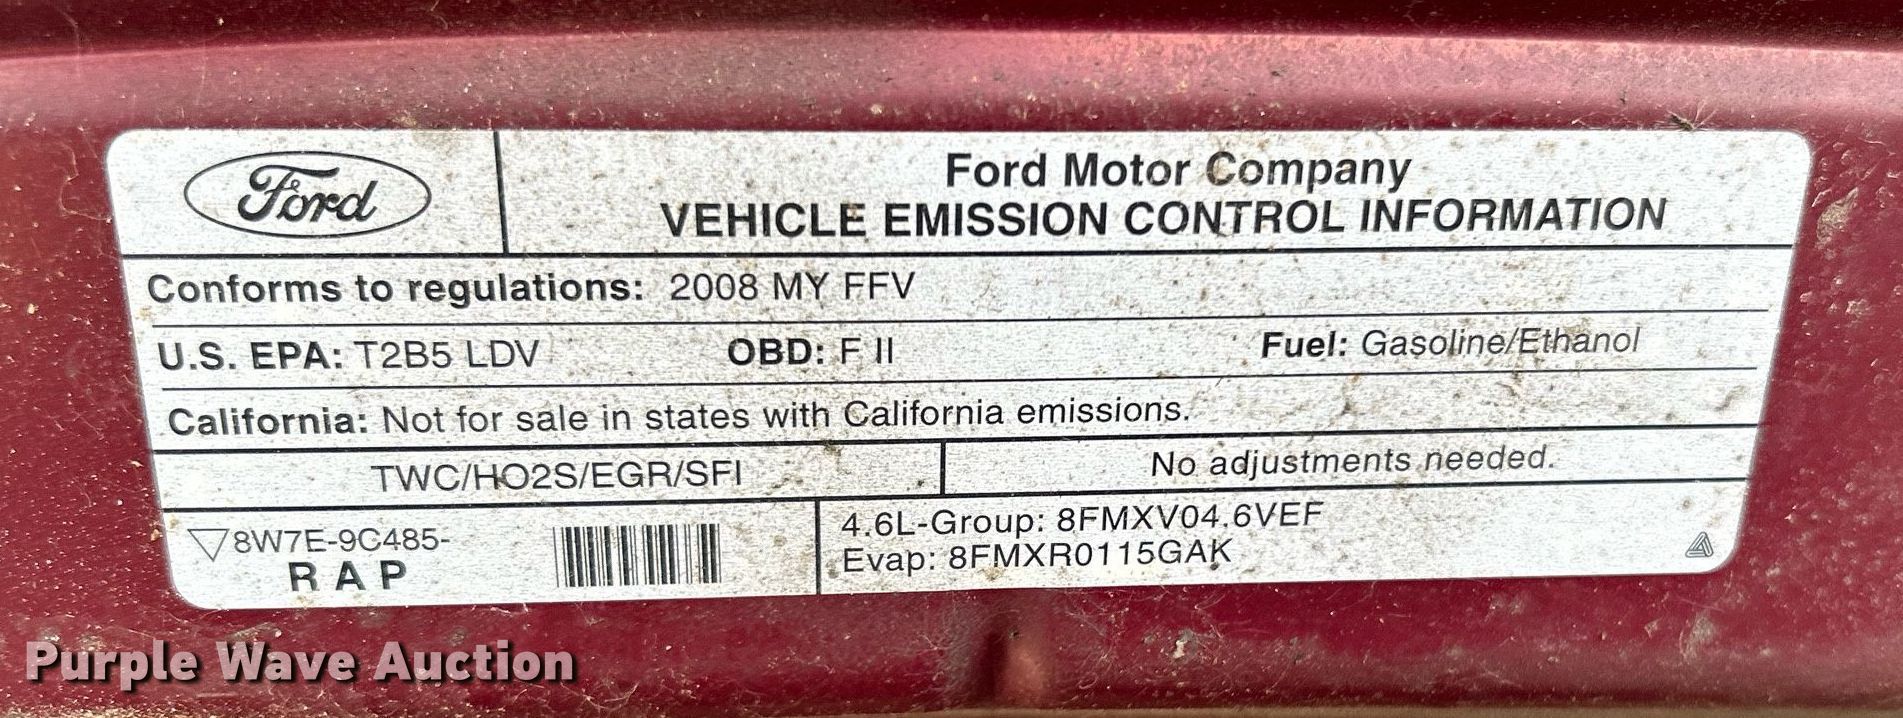 Ford
Ford Motor Company
VEHICLE EMISSION CONTROL INFORMATION
Conforms to regulations: 2008 MY FFV
U.S. EPA: T2B5 LDV OBD: F II Fuel: Gasoline/Ethanol
California: Not for sale in states with California emissions.
TWC/HO2S/EGR/SFI No adjustments needed.
8W7E-9C485-
R A P
4.6L-Group: 8FMXV04.6VEF
Evap: 8FMXR0115GAK
Purple Wave Auction